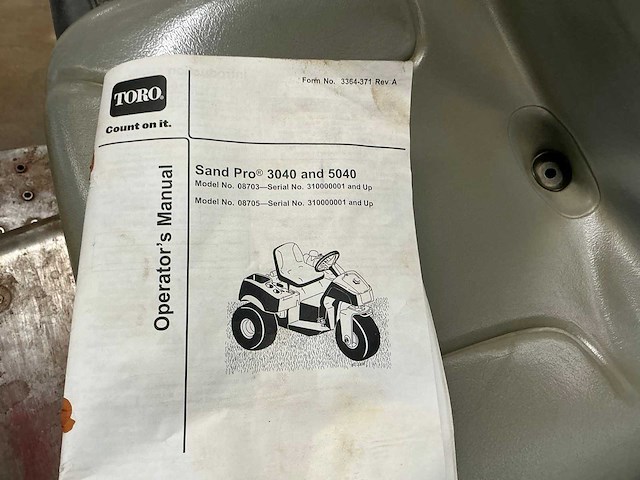 Form No. 3364-371 Rev A
TORO
Count on it.
Operator's Manual
Sand Pro® 3040 and 5040
Model No. 08703—Serial No. 310000001 and Up
Model No. 08705—Serial No. 310000001 and Up